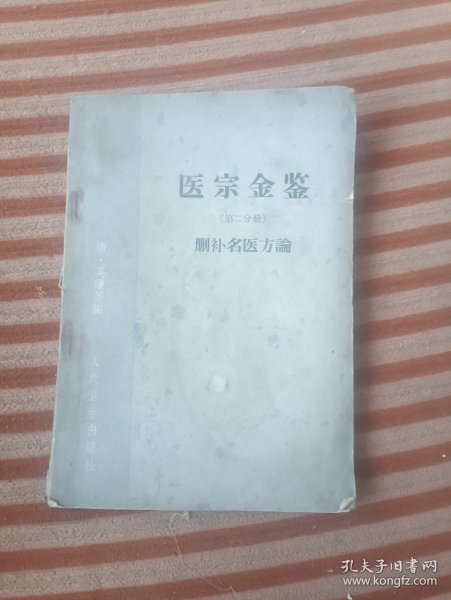 医宗金鉴
（第二分册）
删补名医方論
清·吳謙等編
人民卫生出版社
孔夫子旧书网
www.kongfz.com